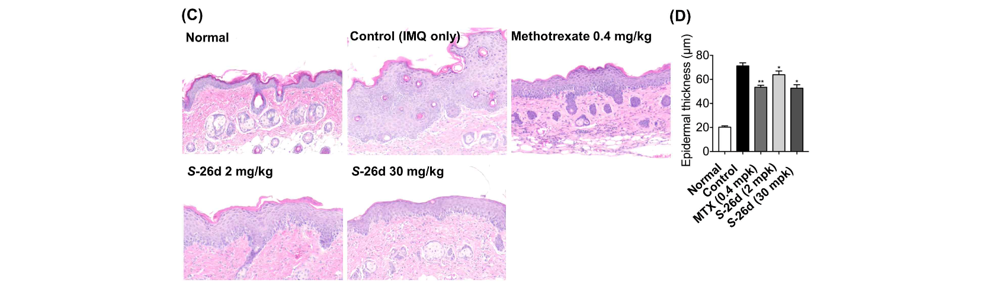 (C)
Normal
Control (IMQ only)
Methotrexate 0.4 mg/kg
S-26d 2 mg/kg
S-26d 30 mg/kg
(D)
Epidermal thickness (μm)
80
60
40
20
0
**
*
*
Normal
Control
MTX (0.4 mpk)
S-26d (2 mpk)
S-26d (30 mpk)